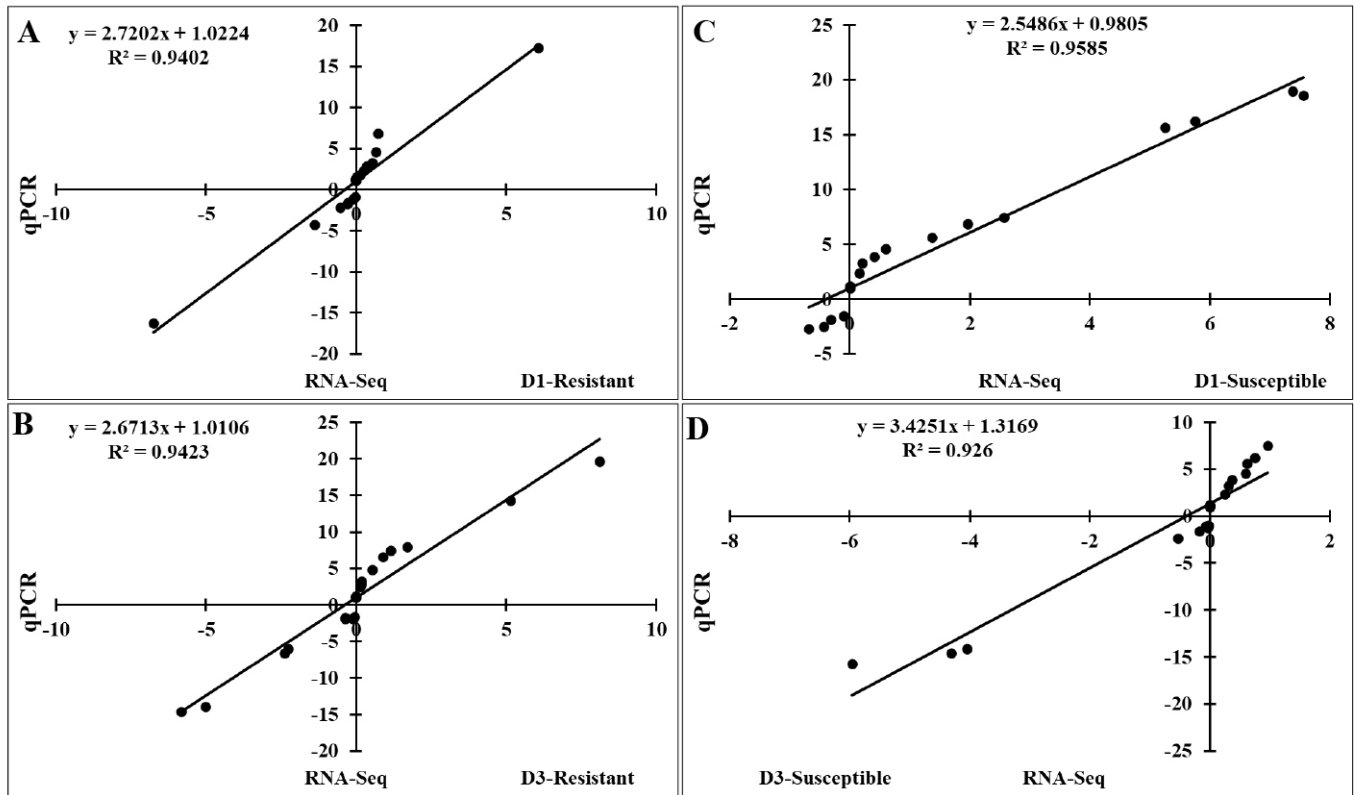 A
y = 2.7202x + 1.0224
R² = 0.9402
20
15
10
5
0
-10
-5
0
5
10
-5
-10
-15
-20
qPCR
RNA-Seq
D1-Resistant
C
y = 2.5486x + 0.9805
R² = 0.9585
25
20
15
10
5
0
-2
0
2
4
6
8
-5
qPCR
RNA-Seq
D1-Susceptible
B
y = 2.6713x + 1.0106
R² = 0.9423
25
20
15
10
5
0
-10
-5
0
5
10
-5
-10
-15
-20
qPCR
RNA-Seq
D3-Resistant
D
y = 3.4251x + 1.3169
R² = 0.926
10
5
0
-8
-6
-4
-2
0
2
-5
-10
-15
-20
-25
qPCR
D3-Susceptible
RNA-Seq